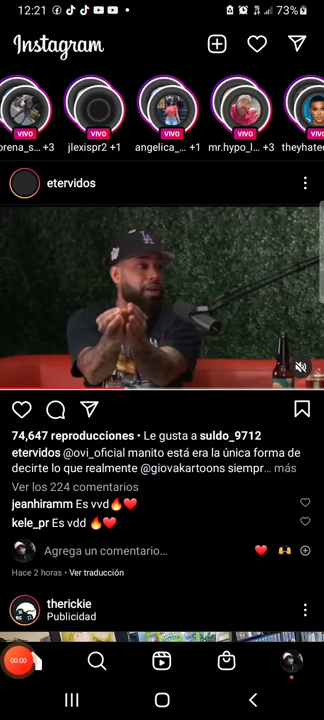 12:21
73%
Instagram
VIVO
VIVO
VIVO
VIVO
VIVO
orena_s... +3
jlexispr2 +1
angelica_... +1
mr.hypo_l... +3
theyhatec
etervidos
74,647 reproducciones • Le gusta a suldo_9712
etervidos @ovi_oficial manito está era la única forma de
decirte lo que realmente @giovakartoons siempr... más
Ver los 224 comentarios
jeanhiramm Es vvd🔥❤️
kele_pr Es vdd 🔥❤️
Agrega un comentario...
Hace 2 horas • Ver traducción
therickie
Publicidad
00:00